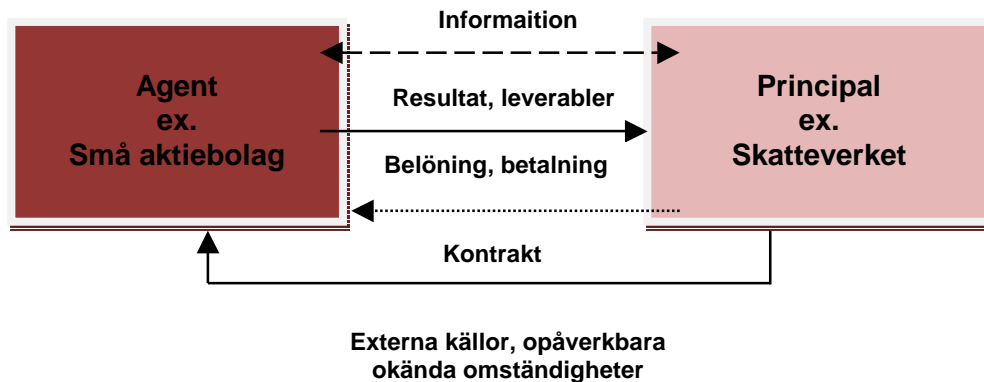 Informaition
Agent
ex.
Små aktiebolag
Resultat, leverabler
Belöning, betalning
Principal
ex.
Skatteverket
Kontrakt
Externa källor, opåverkbara
okända omständigheter